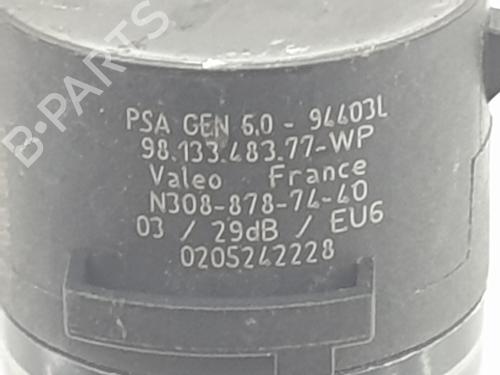 PSA GEN 6.0 - 94403L
98.133.483.77-WP
Valeo France
N308-878-74-40
03 / 29dB / EU6
0205242228
B-PARTS